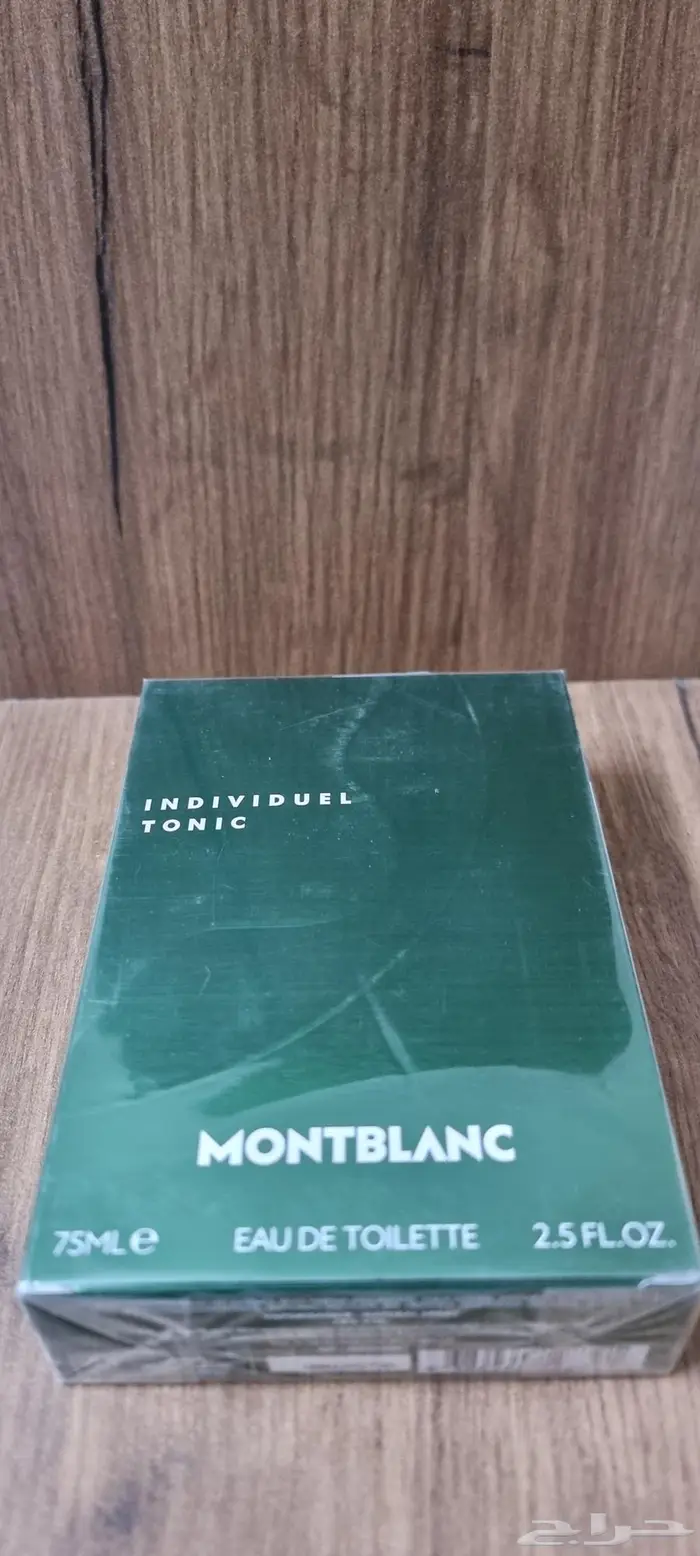 INDIVIDUEL
TONIC
MONTBLANC
75ML e EAU DE TOILETTE 2.5 FL.OZ.
حراج